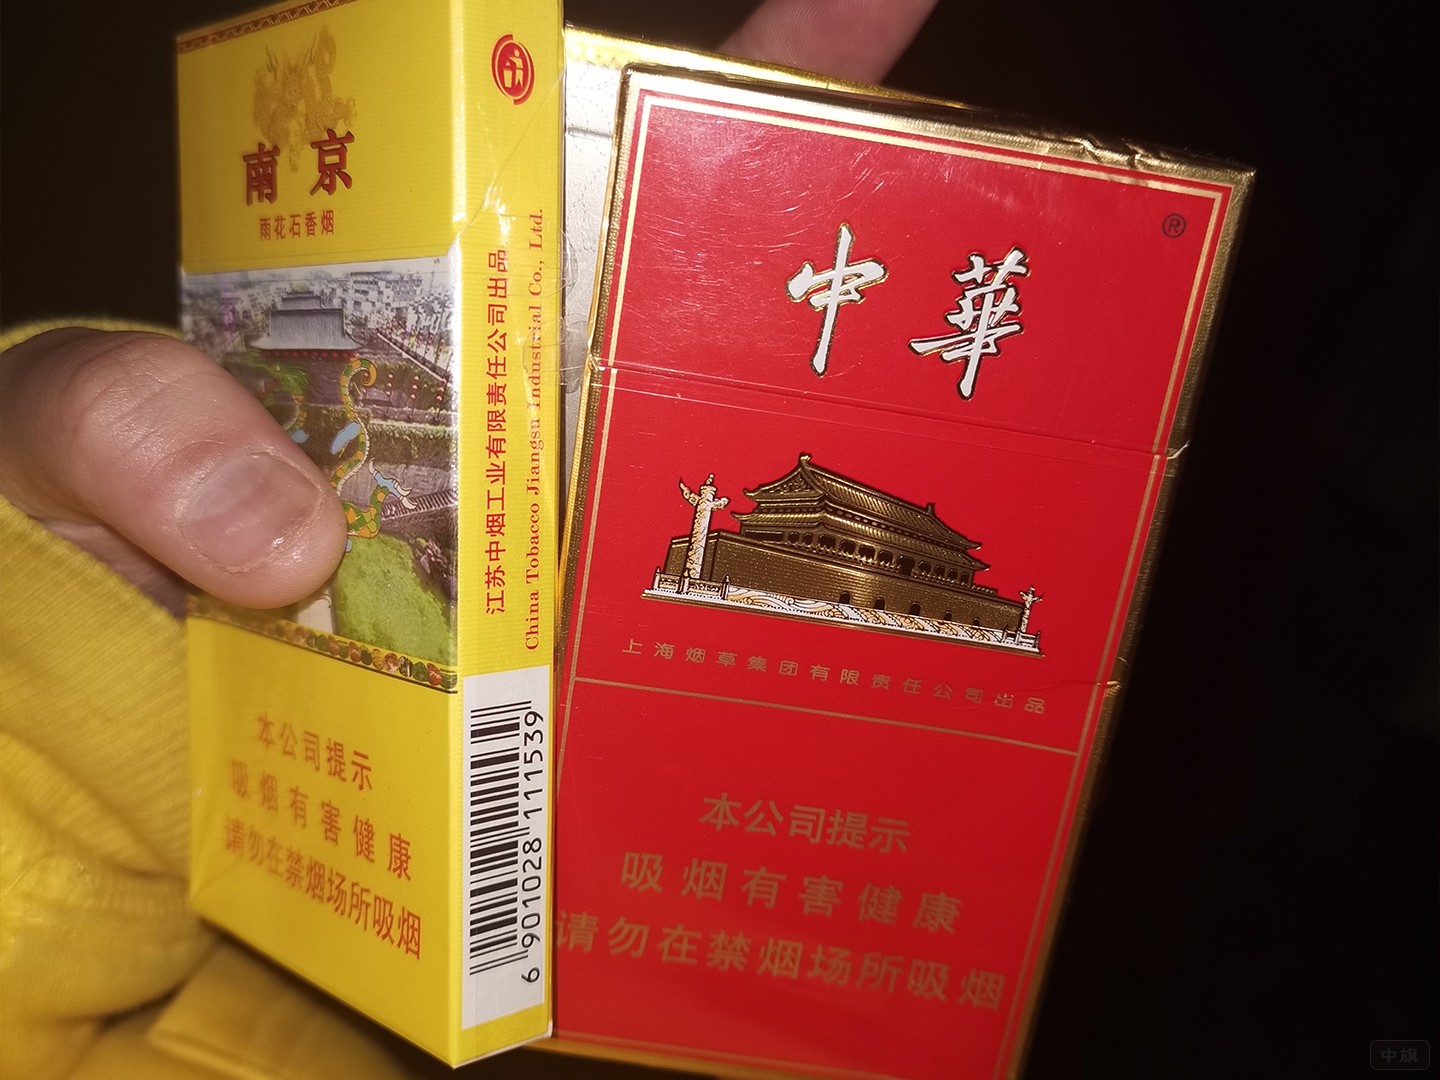 南京
雨花石香烟
本公司提示
吸烟有害健康
请勿在禁烟场所吸烟
江苏中烟工业有限责任公司出品
China Tobacco Jiangsu Industrial Co., Ltd.
6 901028 111539
中華
®
上海烟草集团有限责任公司出品
本公司提示
吸烟有害健康
请勿在禁烟场所吸烟
中旗